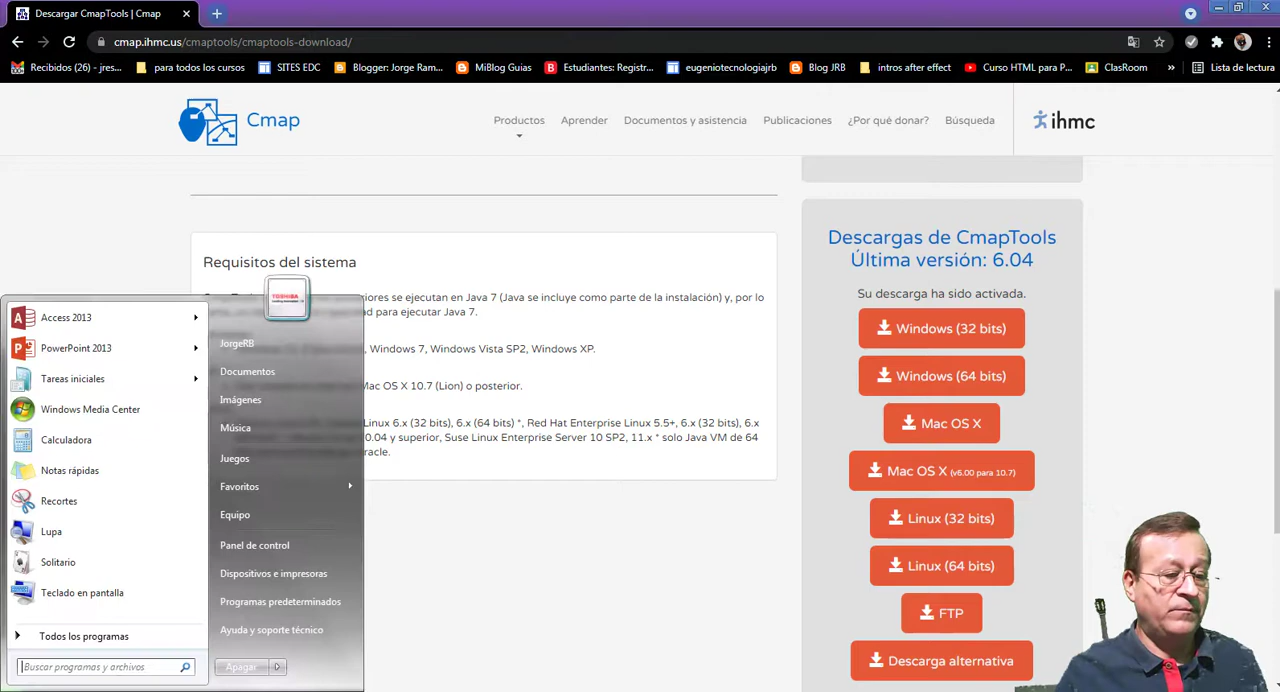 Descargar CmapTools | Cmap
cmap.ihmc.us/cmaptools/cmaptools-download/
Recibidos (26) - jres...
para todos los cursos
SITES EDC
Blogger: Jorge Ram...
MiBlog Guias
Estudiantes: Registr...
eugeniotecnologiajrb
Blog JRB
intros after effect
Curso HTML para P...
ClasRoom
»
Lista de lectura
Cmap
Productos
Aprender
Documentos y asistencia
Publicaciones
¿Por qué donar?
Búsqueda
ihmc
Requisitos del sistema
eriores se ejecutan en Java 7 (Java se incluye como parte de la instalación) y, por lo
dad para ejecutar Java 7.
, Windows 7, Windows Vista SP2, Windows XP.
Mac OS X 10.7 (Lion) o posterior.
Linux 6.x (32 bits), 6.x (64 bits) *, Red Hat Enterprise Linux 5.5+, 6.x (32 bits), 6.x
0.04 y superior, Suse Linux Enterprise Server 10 SP2, 11.x * solo Java VM de 64
racle.
Descargas de CmapTools
Última versión: 6.04
Su descarga ha sido activada.
Windows (32 bits)
Windows (64 bits)
Mac OS X
Mac OS X (v6.00 para 10.7)
Linux (32 bits)
Linux (64 bits)
FTP
Descarga alternativa
TOSHIBA
Access 2013
PowerPoint 2013
Tareas iniciales
Windows Media Center
Calculadora
Notas rápidas
Recortes
Lupa
Solitario
Teclado en pantalla
Todos los programas
Buscar programas y archivos
JorgeRB
Documentos
Imágenes
Música
Juegos
Favoritos
Equipo
Panel de control
Dispositivos e impresoras
Programas predeterminados
Ayuda y soporte técnico
Apagar